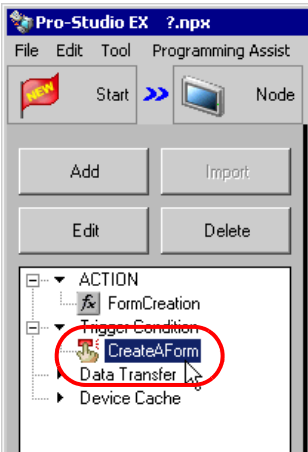 Pro-Studio EX ?.npx
File Edit Tool Programming Assist
NEW Start Node
Add Import
Edit Delete
ACTION
fx FormCreation
Trigger Condition
CreateAForm
Data Transfer
Device Cache